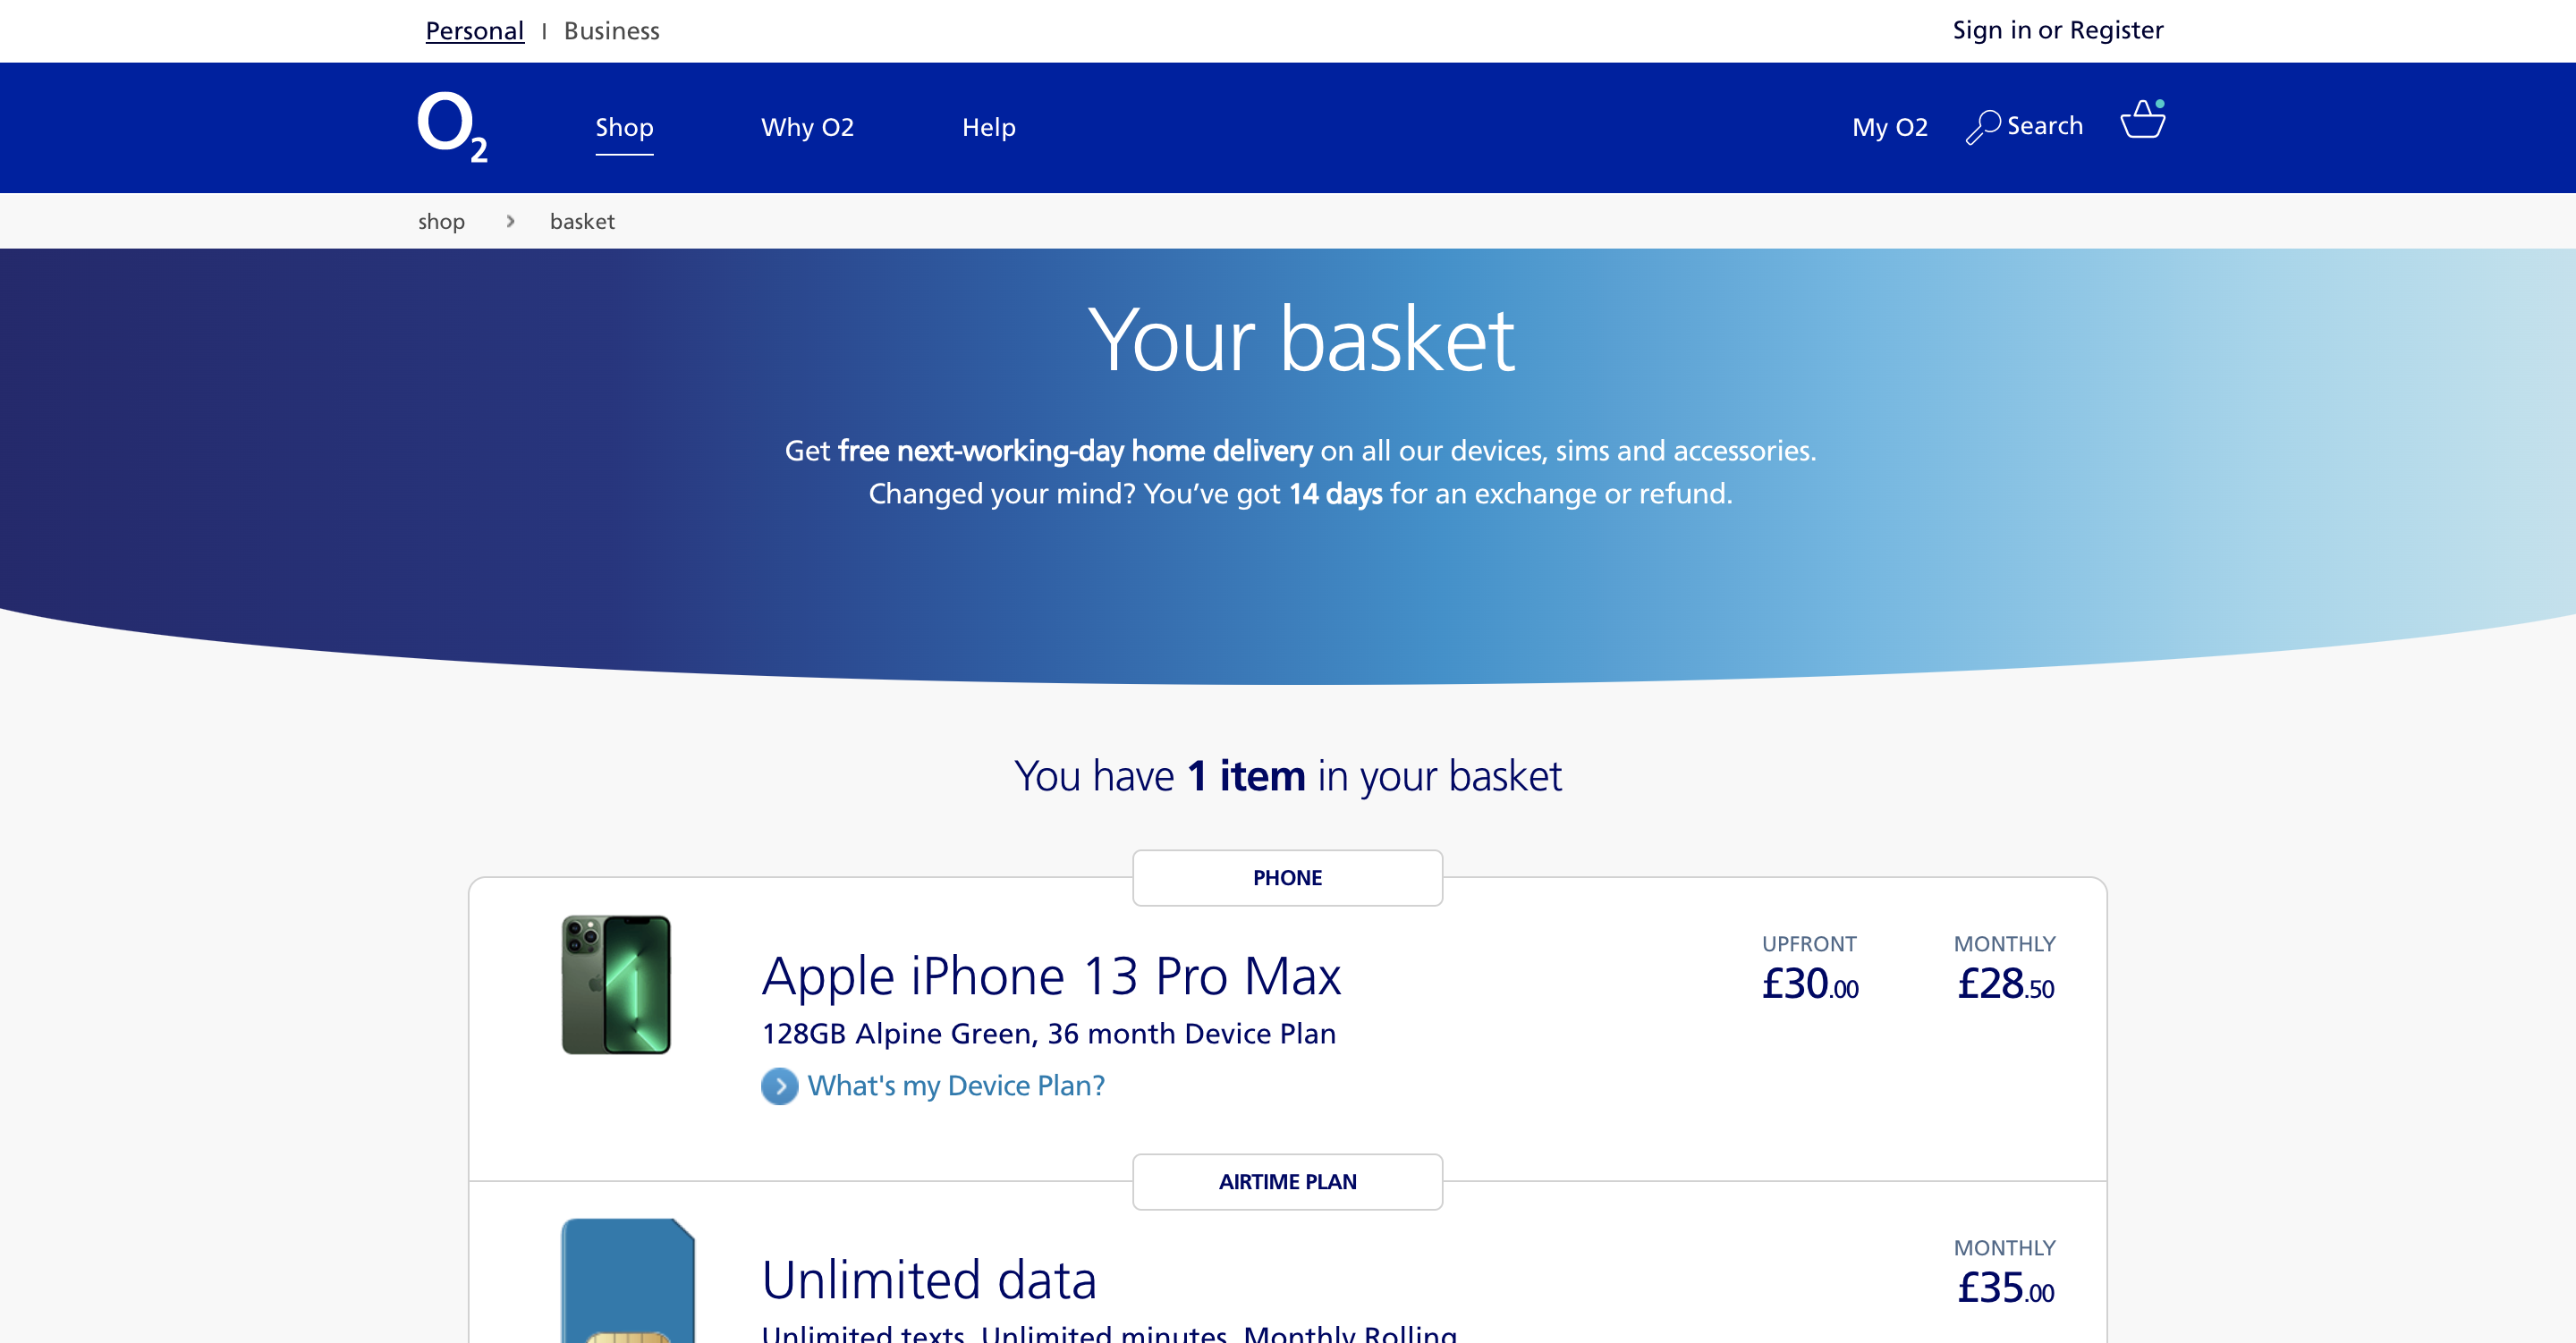 Personal | Business
Sign in or Register
O2
Shop
Why O2
Help
My O2
Search
shop > basket
Your basket
Get free next-working-day home delivery on all our devices, sims and accessories.
Changed your mind? You’ve got 14 days for an exchange or refund.
You have 1 item in your basket
PHONE
Apple iPhone 13 Pro Max
128GB Alpine Green, 36 month Device Plan
What's my Device Plan?
UPFRONT
£30.00
MONTHLY
£28.50
AIRTIME PLAN
Unlimited data
Unlimited texts, Unlimited minutes, Monthly Rolling
MONTHLY
£35.00